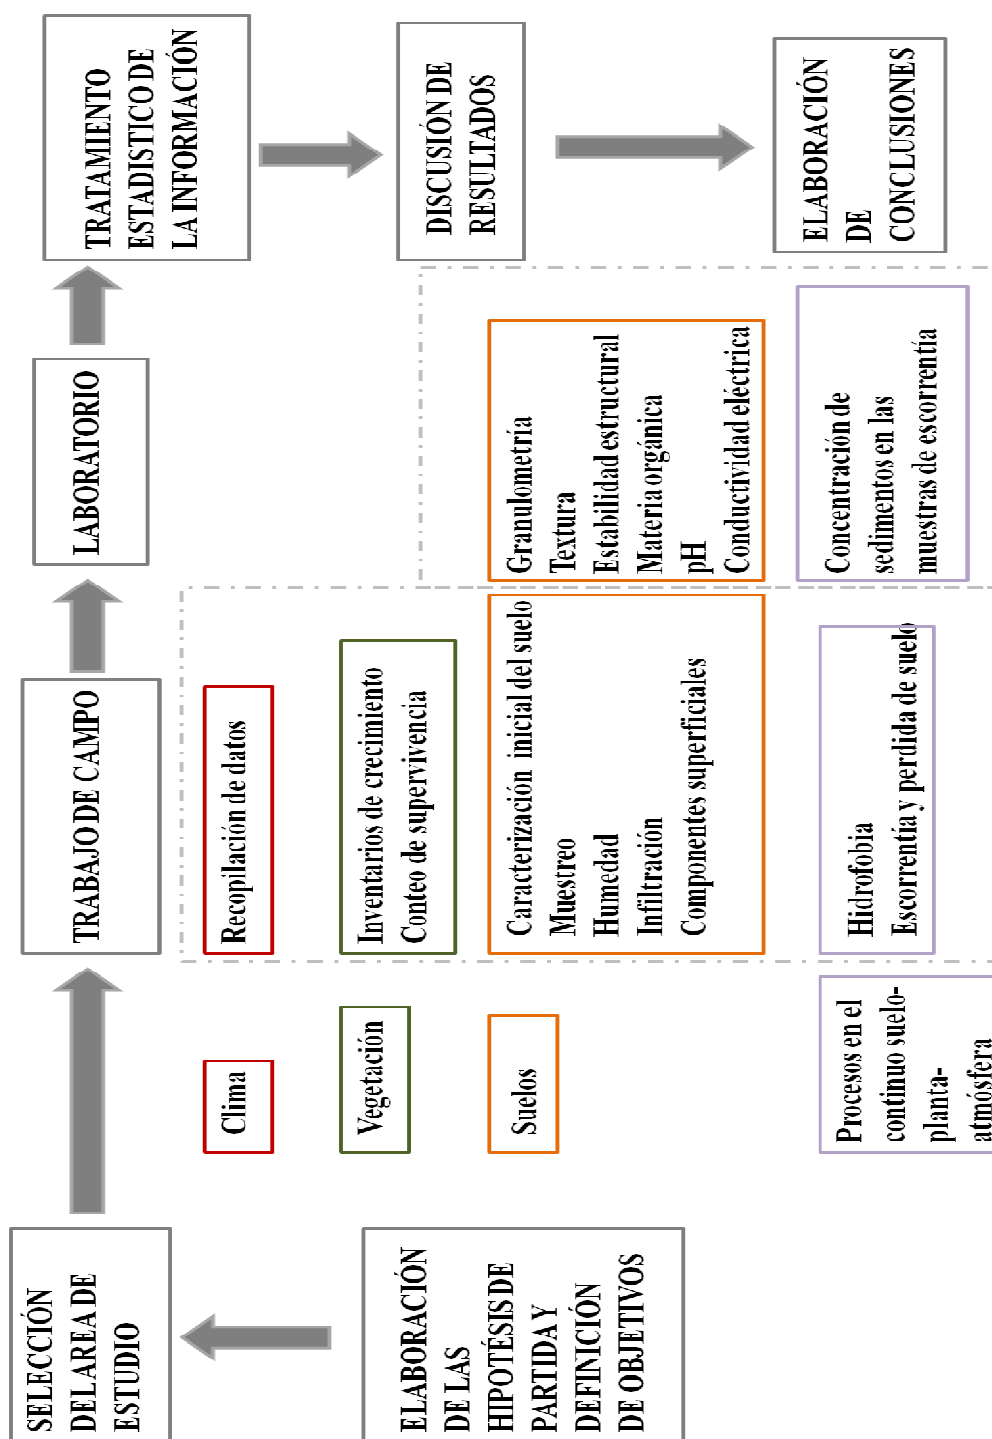 SELECCIÓN
DEL AREA DE
ESTUDIO
ELABORACIÓN
DE LAS
HIPOTÉSIS DE
PARTIDA Y
DEFINICIÓN
DE OBJETIVOS
TRABAJO DE CAMPO
LABORATORIO
TRATAMIENTO
ESTADISTICO DE
LA INFORMACIÓN
DISCUSIÓN DE
RESULTADOS
ELABORACIÓN
DE
CONCLUSIONES
Clima
Recopilación de datos
Vegetación
Inventarios de crecimiento
Conteo de supervivencia
Suelos
Caracterización inicial del suelo
Muestreo
Humedad
Infiltración
Componentes superficiales
Granulometría
Textura
Estabilidad estructural
Materia orgánica
pH
Conductividad eléctrica
Procesos en el
continuo suelo-
planta-
atmósfera
Hidrofobia
Escorrentía y perdida de suelo
Concentración de
sedimentos en las
muestras de escorrentía